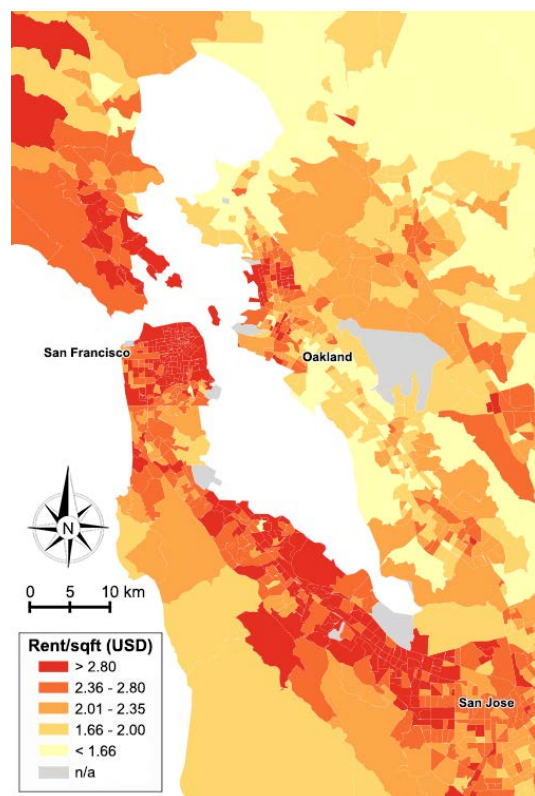 San Francisco
Oakland
N
0 5 10 km
Rent/sqft (USD)
> 2.80
2.36 - 2.80
2.01 - 2.35
1.66 - 2.00
< 1.66
n/a
San Jose